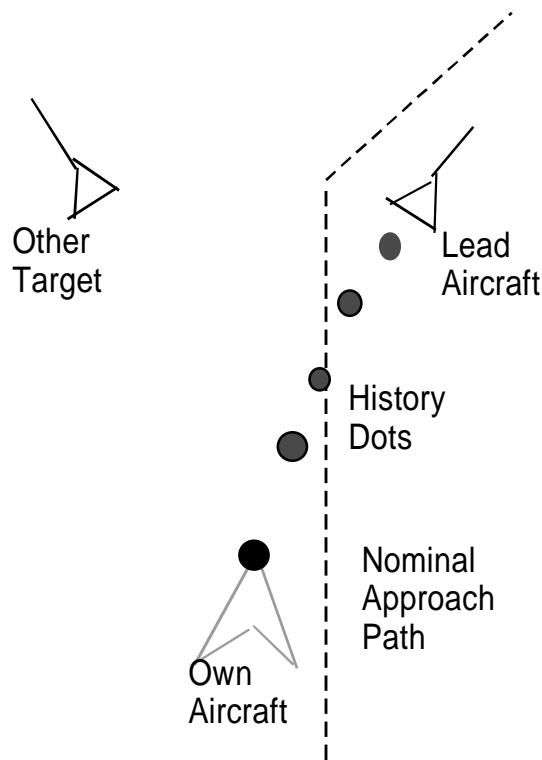 Other
Target
Lead
Aircraft
History
Dots
Nominal
Approach
Path
Own
Aircraft